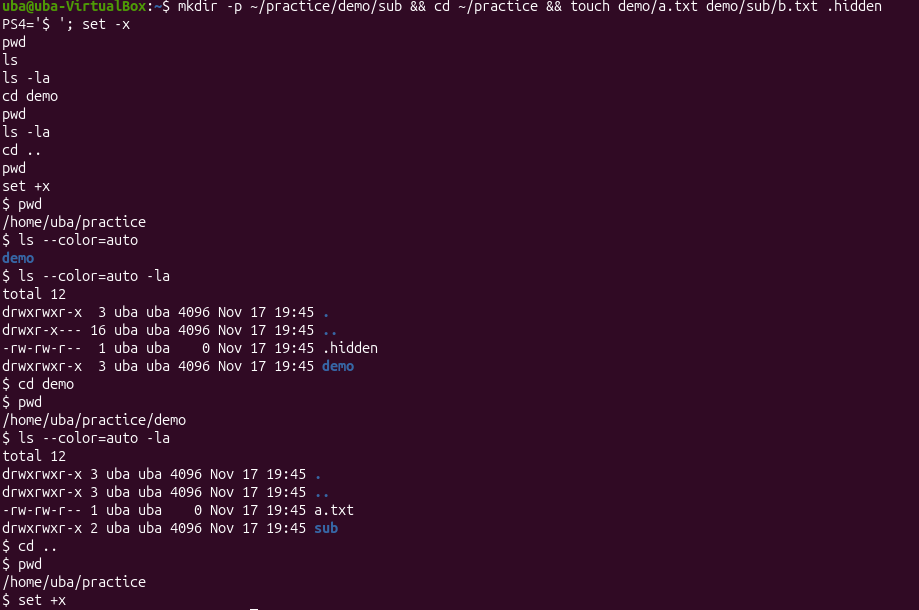 uba@uba-VirtualBox:~$ mkdir -p ~/practice/demo/sub && cd ~/practice && touch demo/a.txt demo/sub/b.txt .hidden
PS4='$ '; set -x
pwd
ls
ls -la
cd demo
pwd
ls -la
cd ..
pwd
set +x
$ pwd
/home/uba/practice
$ ls --color=auto
demo
$ ls --color=auto -la
total 12
drwxrwxr-x  3 uba uba 4096 Nov 17 19:45 .
drwxr-x--- 16 uba uba 4096 Nov 17 19:45 ..
-rw-rw-r--  1 uba uba    0 Nov 17 19:45 .hidden
drwxrwxr-x  3 uba uba 4096 Nov 17 19:45 demo
$ cd demo
$ pwd
/home/uba/practice/demo
$ ls --color=auto -la
total 12
drwxrwxr-x 3 uba uba 4096 Nov 17 19:45 .
drwxrwxr-x 3 uba uba 4096 Nov 17 19:45 ..
-rw-rw-r-- 1 uba uba    0 Nov 17 19:45 a.txt
drwxrwxr-x 2 uba uba 4096 Nov 17 19:45 sub
$ cd ..
$ pwd
/home/uba/practice
$ set +x